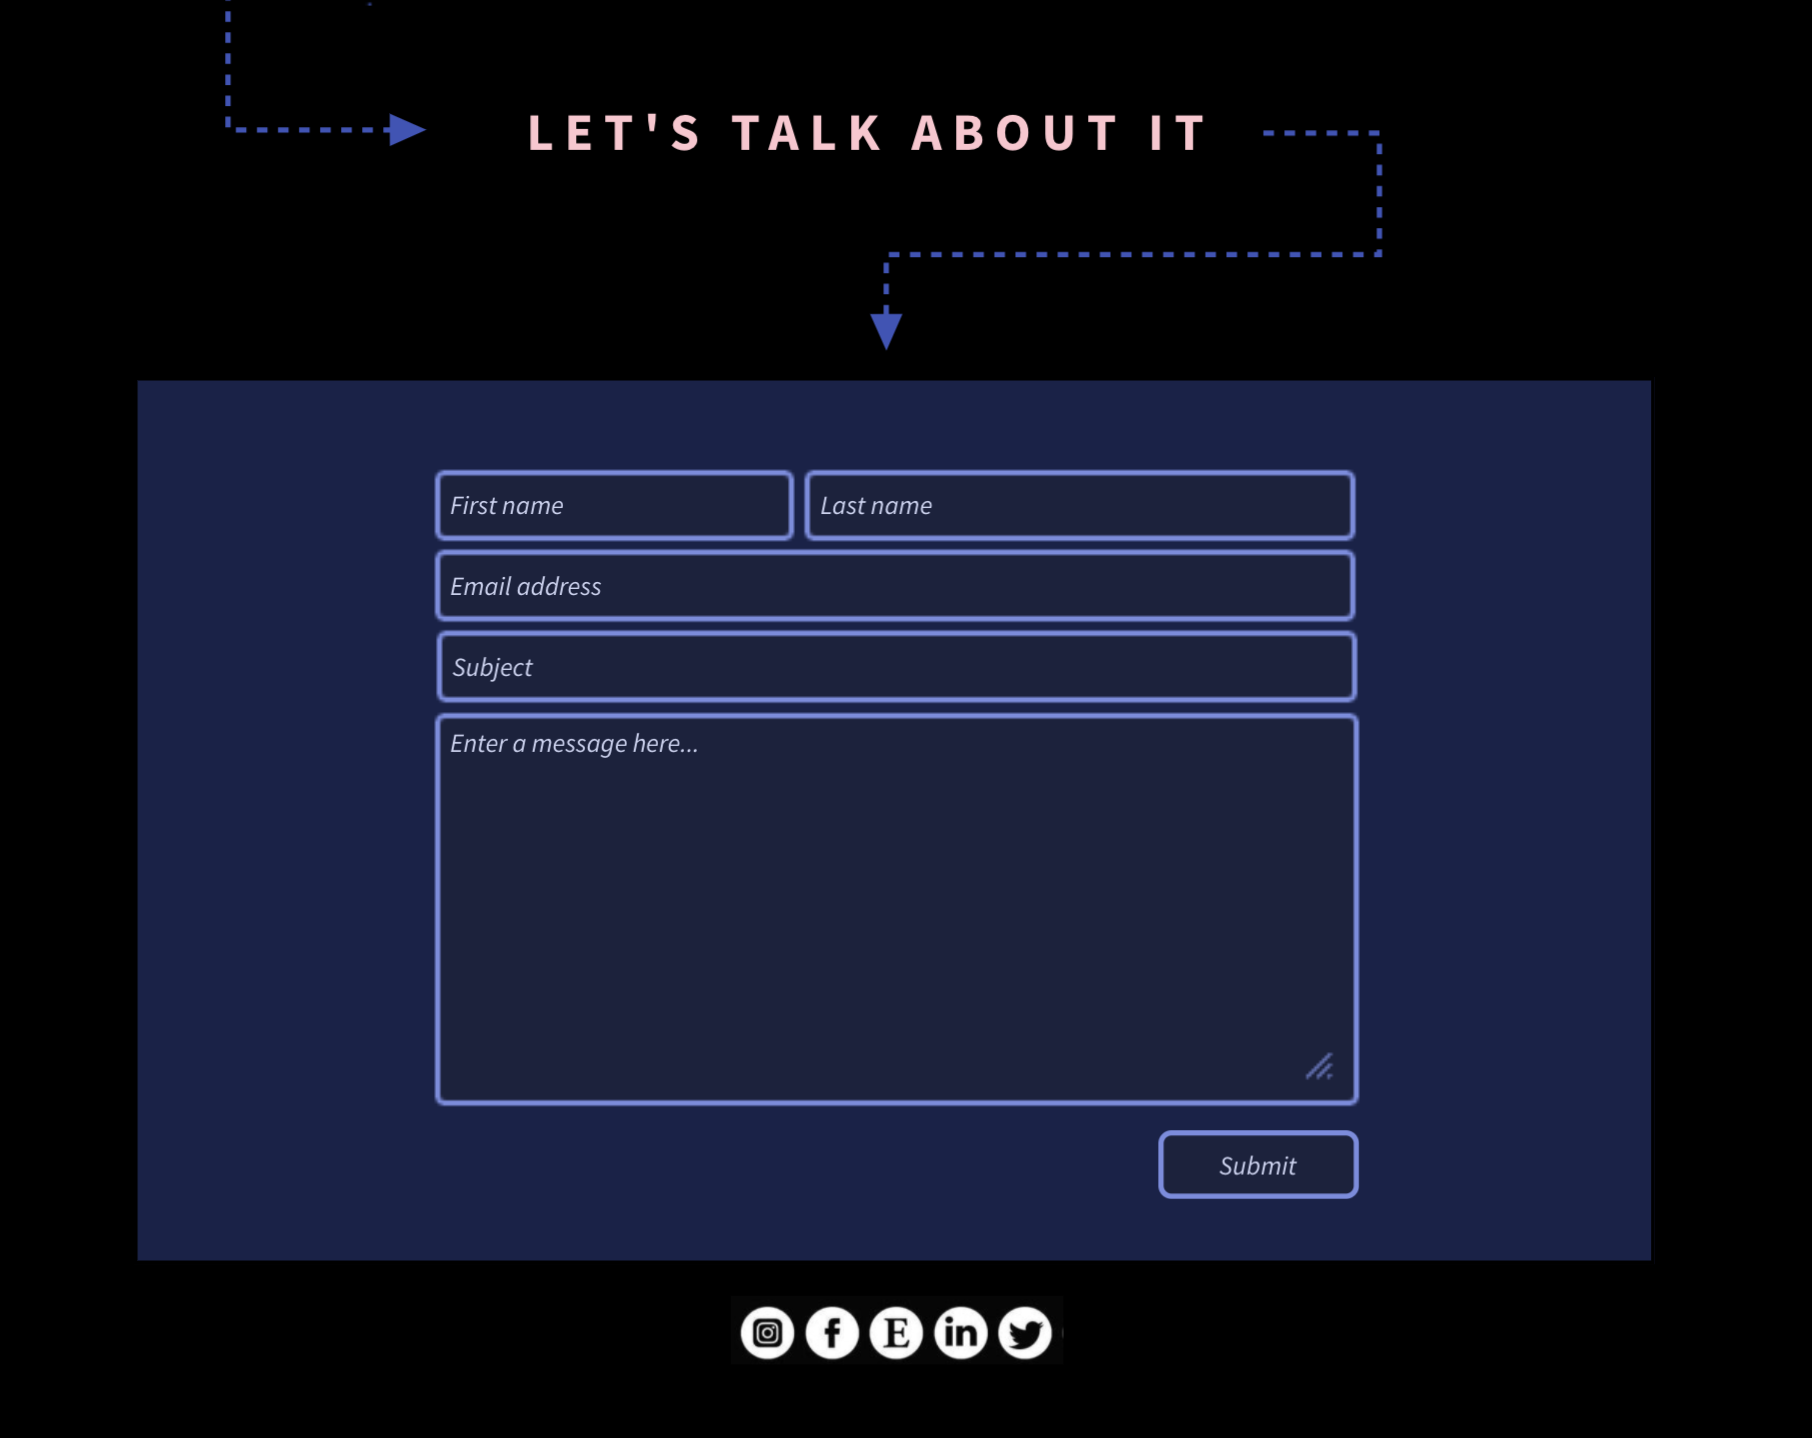 LET'S TALK ABOUT IT
First name Last name
Email address
Subject
Enter a message here...
Submit
f E in